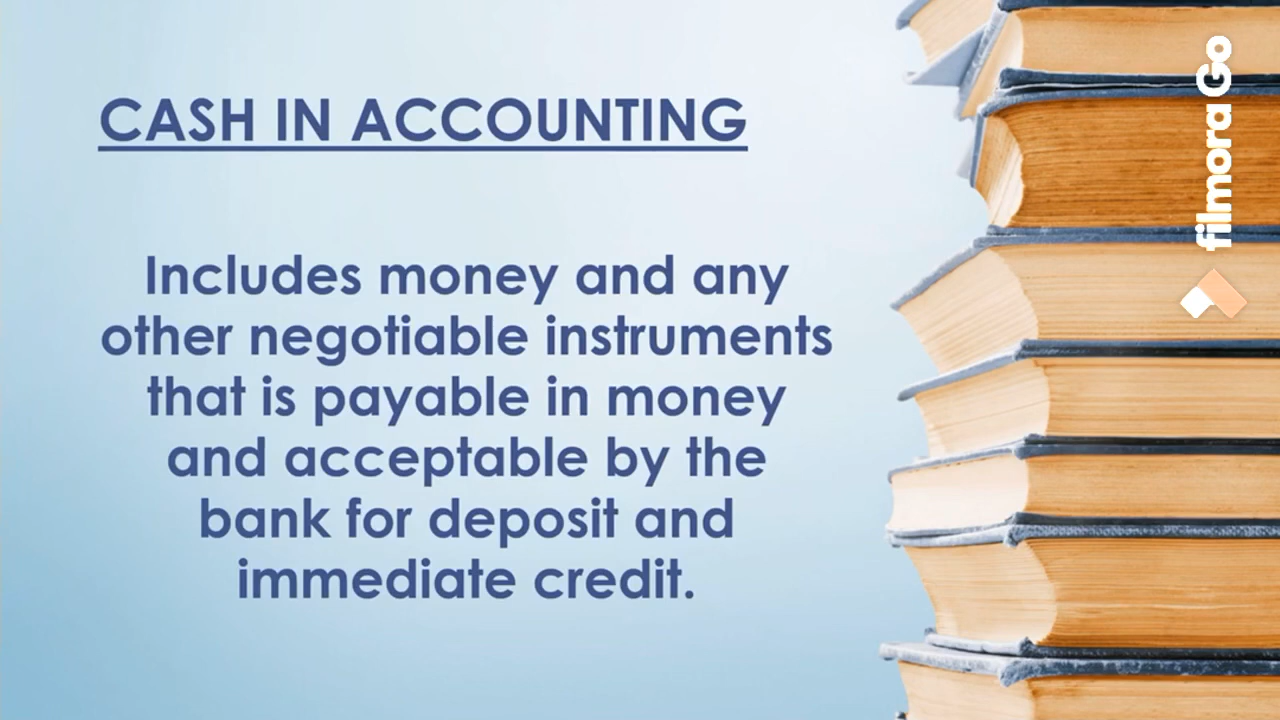 CASH IN ACCOUNTING
Includes money and any
other negotiable instruments
that is payable in money
and acceptable by the
bank for deposit and
immediate credit.
filmora Go